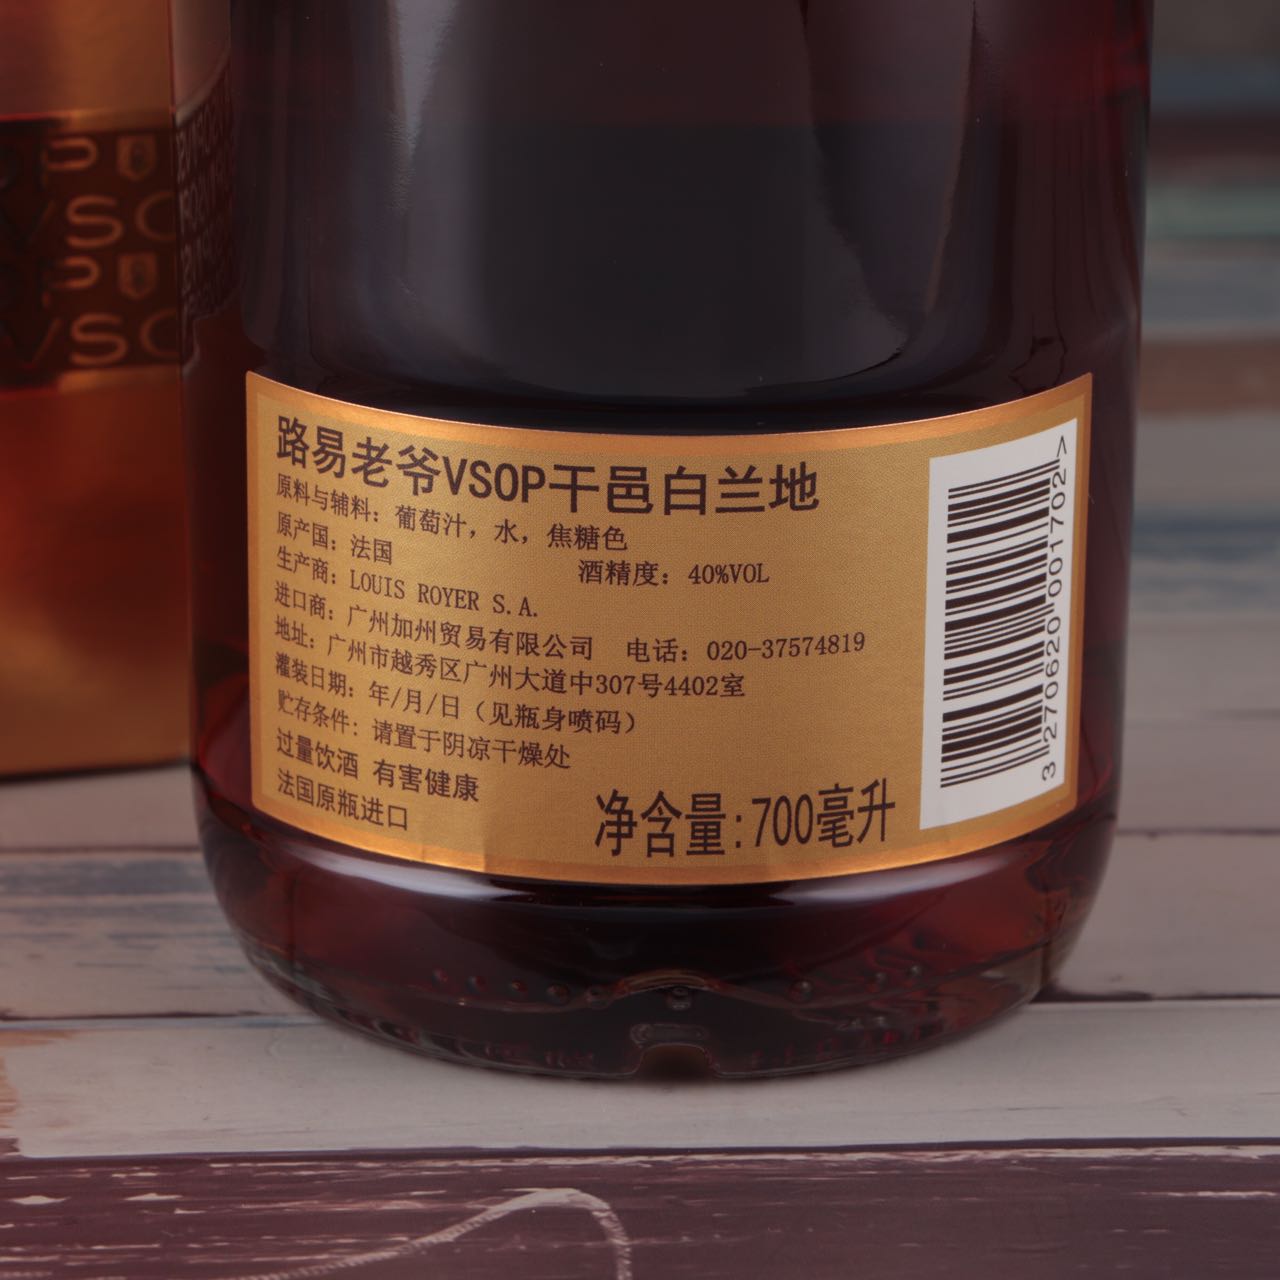 路易老爷VSOP干邑白兰地
原料与辅料：葡萄汁，水，焦糖色
原产国：法国 酒精度：40%VOL
生产商：LOUIS ROYER S.A.
进口商：广州加州贸易有限公司 电话：020-37574819
地址：广州市越秀区广州大道中307号4402室
灌装日期：年/月/日（见瓶身喷码）
贮存条件：请置于阴凉干燥处
过量饮酒 有害健康
法国原瓶进口
净含量:700毫升
3 270620 001702 >
VSO
VSO